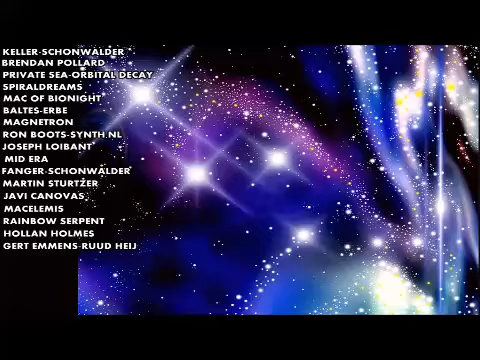 KELLER-SCHONWALDER
BRENDAN POLLARD
PRIVATE SEA-ORBITAL DECAY
SPIRALDREAMS
MAC OF BIONIGHT
BALTES-ERBE
MAGNETRON
RON BOOTS-SYNTH.NL
JOSEPH LOIBANT
MID ERA
FANGER-SCHONWALDER
MARTIN STURTZER
JAVI CANOVAS
MACELEMIS
RAINBOW SERPENT
HOLLAN HOLMES
GERT EMMENS-RUUD HEIJ